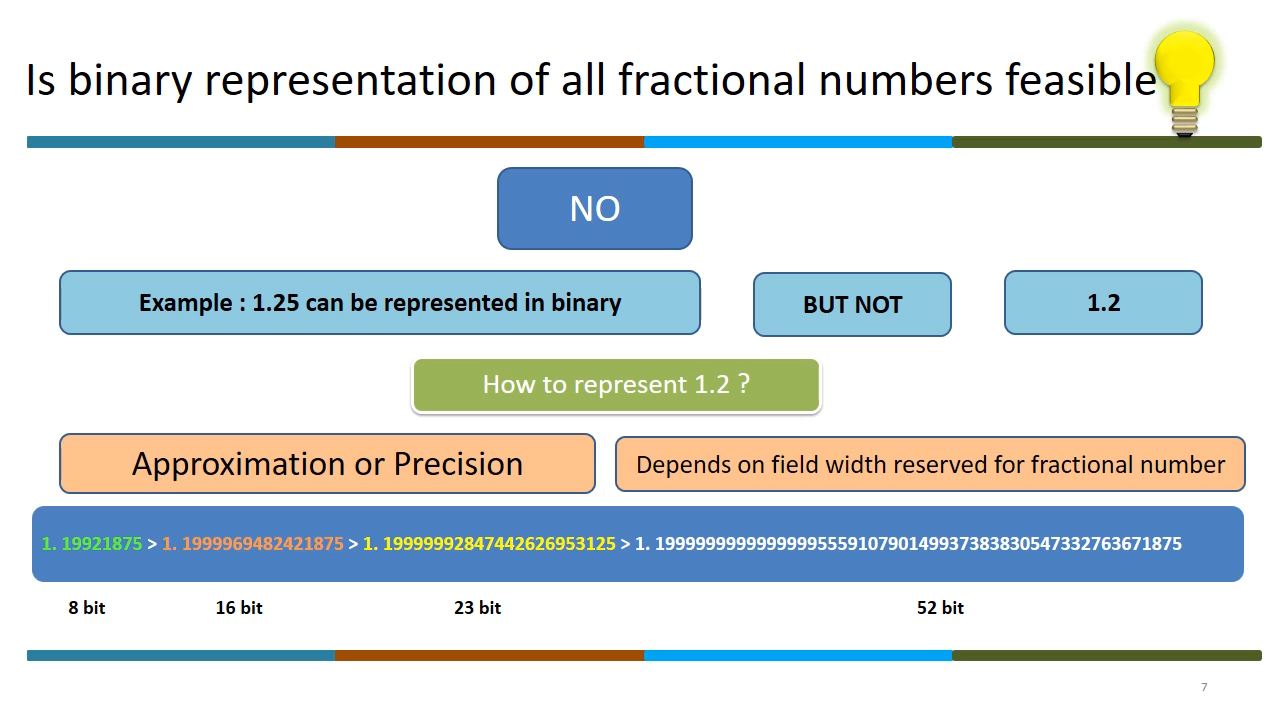 Is binary representation of all fractional numbers feasible
NO
Example : 1.25 can be represented in binary
BUT NOT
1.2
How to represent 1.2 ?
Approximation or Precision
Depends on field width reserved for fractional number
1. 19921875 > 1. 1999969482421875 > 1. 19999992847442626953125 > 1. 1999999999999999555910790149937383830547332763671875
8 bit
16 bit
23 bit
52 bit
7